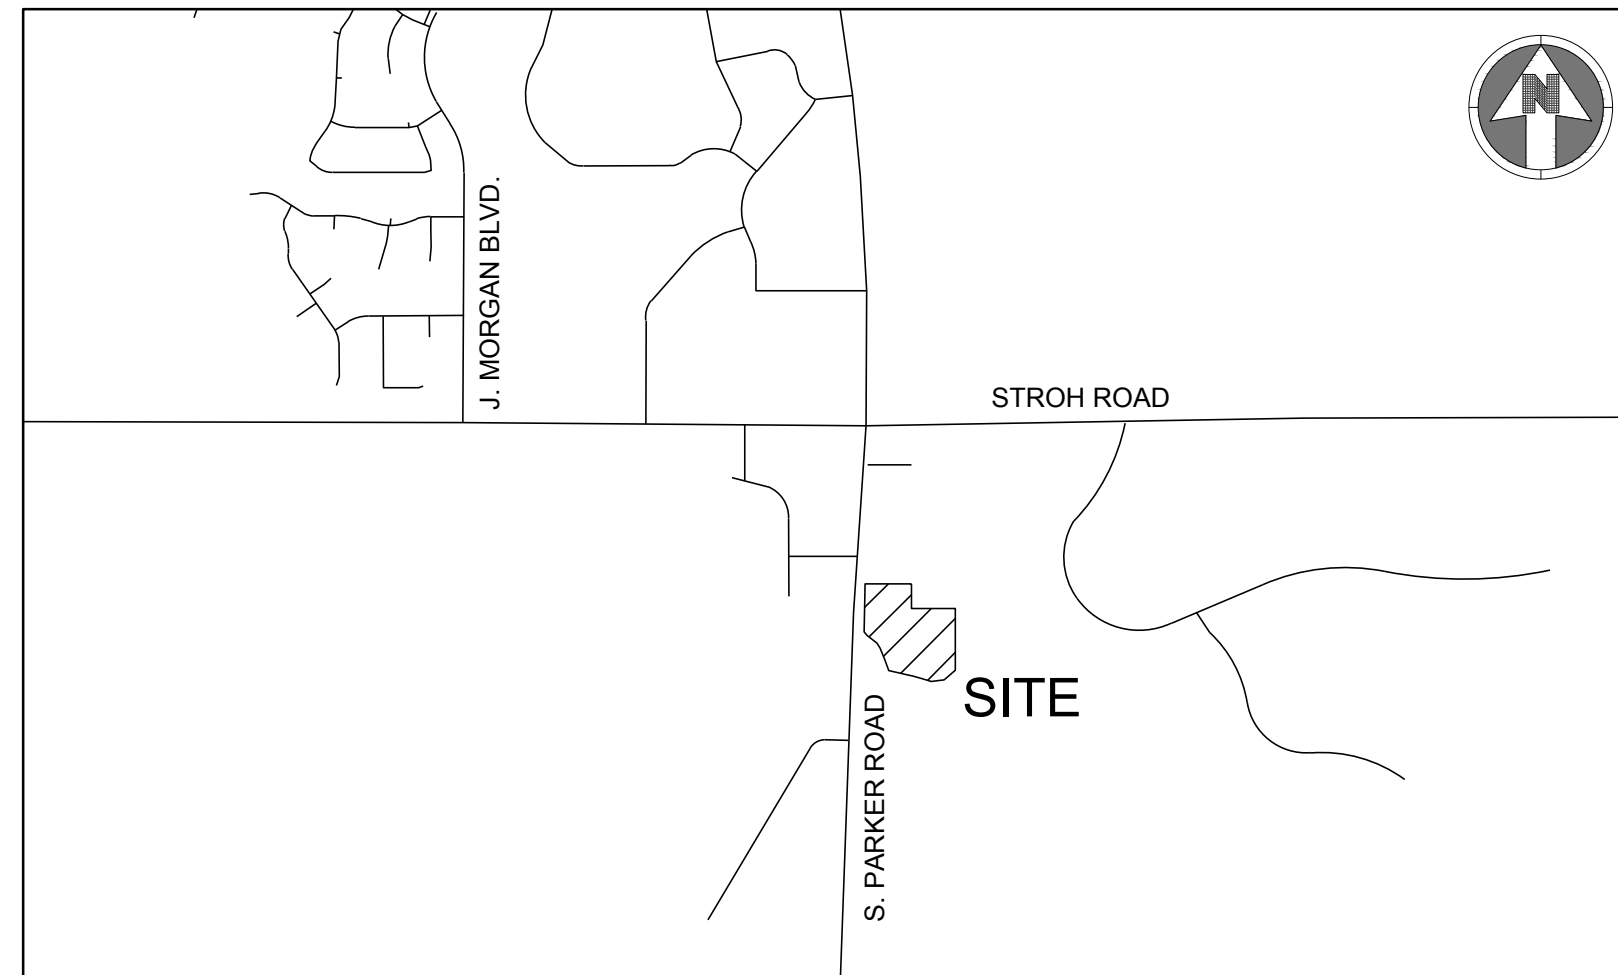 N
J. MORGAN BLVD.
STROH ROAD
SITE
S. PARKER ROAD